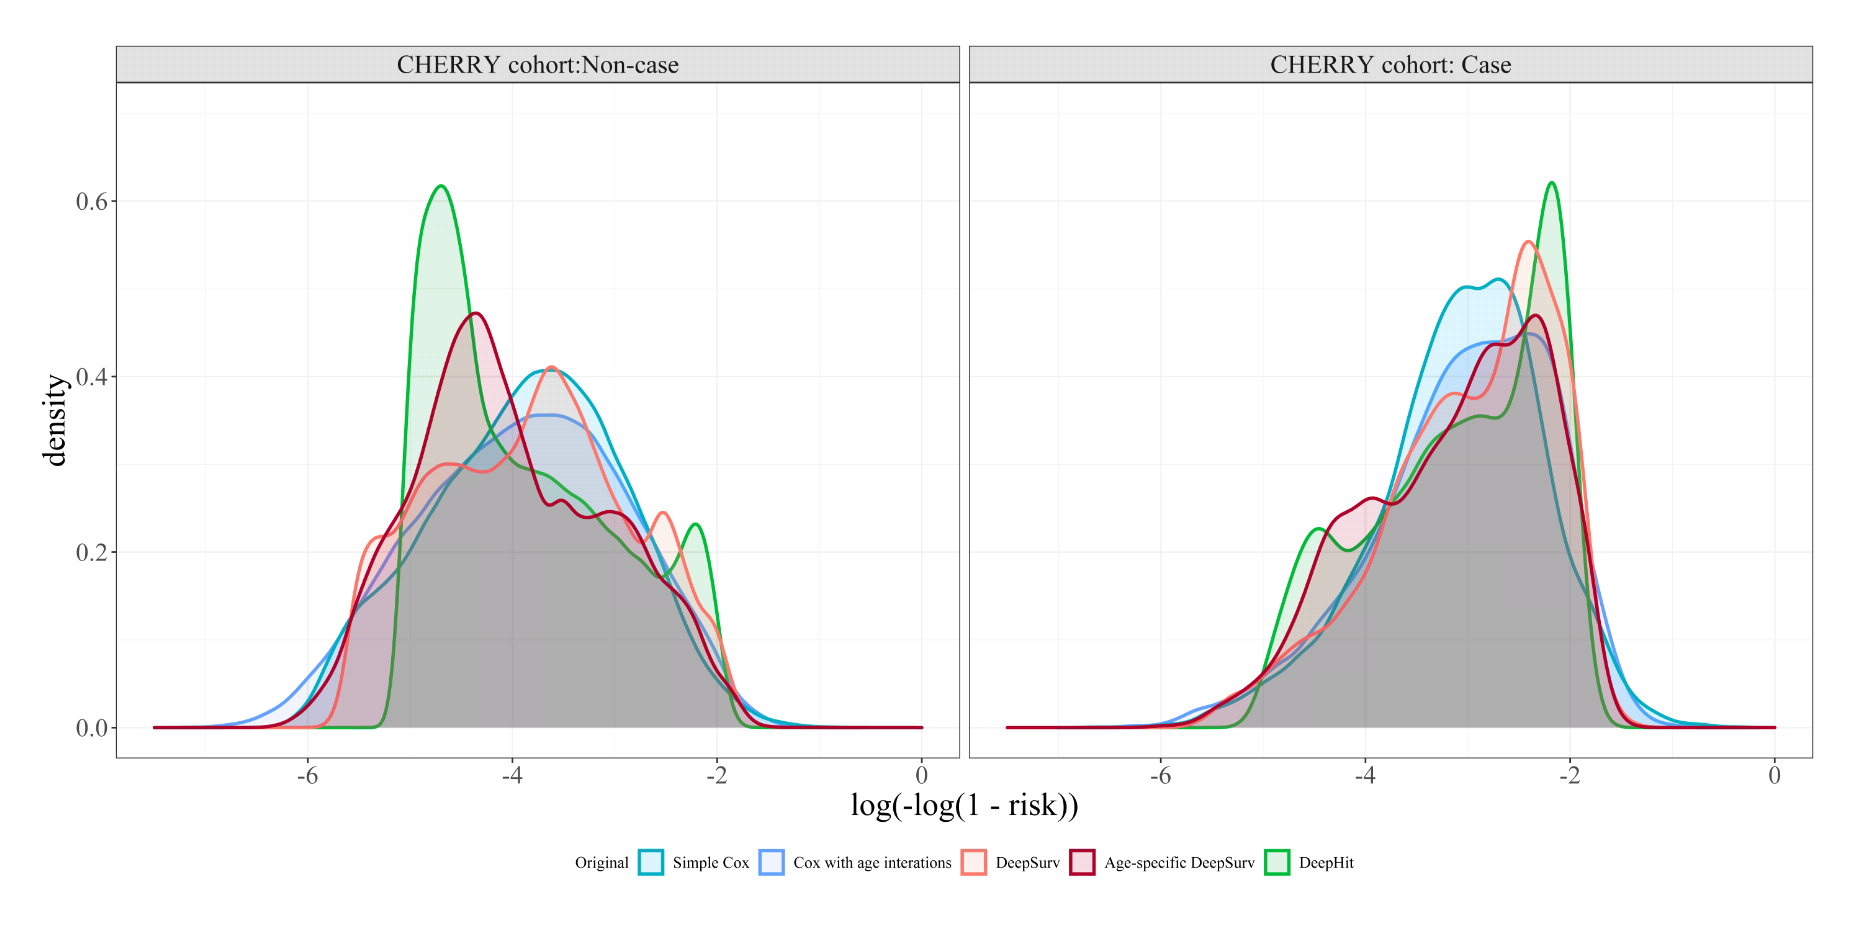 CHERRY cohort:Non-case
CHERRY cohort: Case
density
0.6
0.4
0.2
0.0
-6 -4 -2 0
-6 -4 -2 0
log(-log(1 - risk))
Original Simple Cox Cox with age interations DeepSurv Age-specific DeepSurv DeepHit